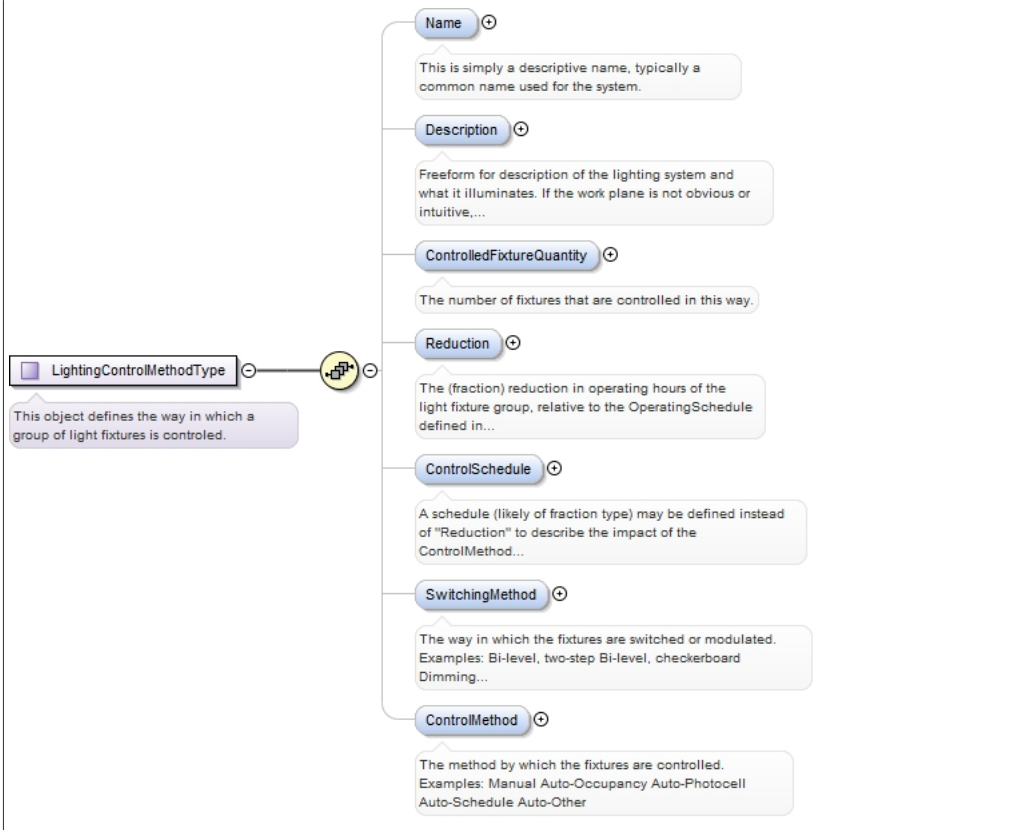 Name
This is simply a descriptive name, typically a
common name used for the system.
Description
Freeform for description of the lighting system and
what it illuminates. If the work plane is not obvious or
intuitive,...
ControlledFixtureQuantity
The number of fixtures that are controlled in this way.
LightingControlMethodType
This object defines the way in which a
group of light fixtures is controled.
Reduction
The (fraction) reduction in operating hours of the
light fixture group, relative to the OperatingSchedule
defined in...
ControlSchedule
A schedule (likely of fraction type) may be defined instead
of "Reduction" to describe the impact of the
ControlMethod...
SwitchingMethod
The way in which the fixtures are switched or modulated.
Examples: Bi-level, two-step Bi-level, checkerboard
Dimming...
ControlMethod
The method by which the fixtures are controlled.
Examples: Manual Auto-Occupancy Auto-Photocell
Auto-Schedule Auto-Other